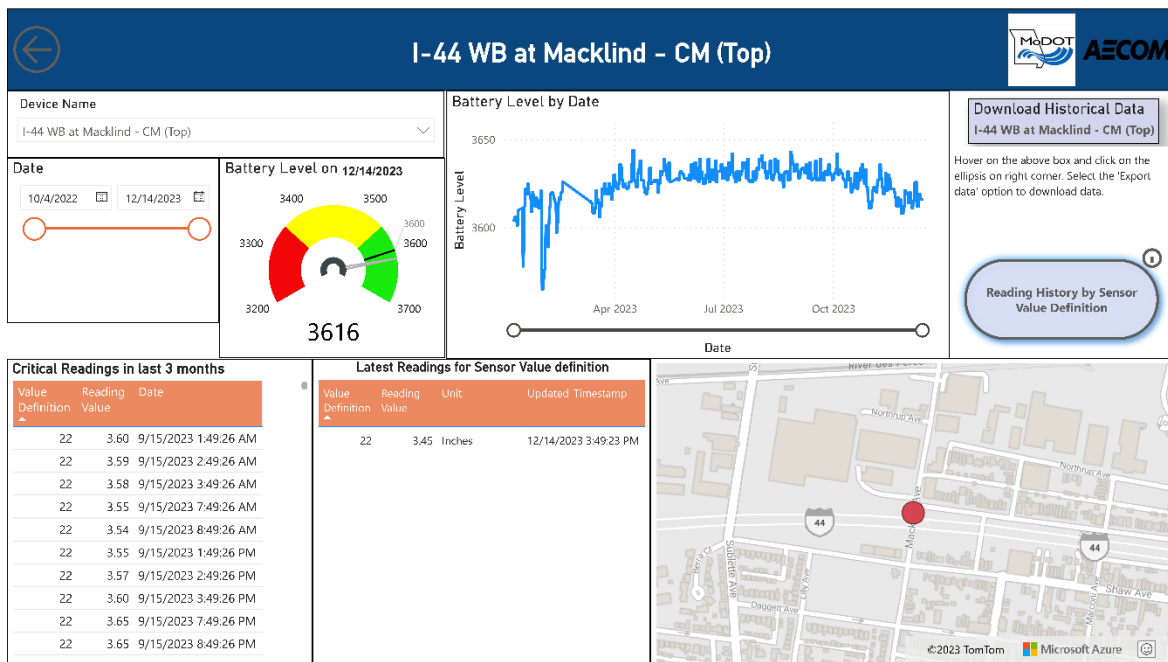 I-44 WB at Macklind - CM (Top)
MoDOT
AECOM
Device Name
I-44 WB at Macklind - CM (Top)
Date
10/4/2022
12/14/2023
Battery Level on 12/14/2023
3200
3300
3400
3500
3600
3600
3700
3616
Battery Level by Date
Battery Level
3650
3600
Apr 2023
Jul 2023
Oct 2023
Date
Download Historical Data
I-44 WB at Macklind - CM (Top)
Hover on the above box and click on the
ellipsis on right corner. Select the 'Export
data' option to download data.
Reading History by Sensor
Value Definition
Critical Readings in last 3 months
Value Definition Reading Value Date
22 3.60 9/15/2023 1:49:26 AM
22 3.59 9/15/2023 2:49:26 AM
22 3.58 9/15/2023 3:49:26 AM
22 3.55 9/15/2023 7:49:26 AM
22 3.54 9/15/2023 8:49:26 AM
22 3.55 9/15/2023 1:49:26 PM
22 3.57 9/15/2023 2:49:26 PM
22 3.60 9/15/2023 3:49:26 PM
22 3.65 9/15/2023 7:49:26 PM
22 3.65 9/15/2023 8:49:26 PM
Latest Readings for Sensor Value definition
Value Definition Reading Value Unit Updated Timestamp
22 3.45 Inches 12/14/2023 3:49:23 PM
Northrup Ave
Northrup Ave
44
44
Sublette Ave
Berra Ct
Lilly Ave
Daggett Ave
Marconi Ave
Shaw Ave
©2023 TomTom
Microsoft Azure